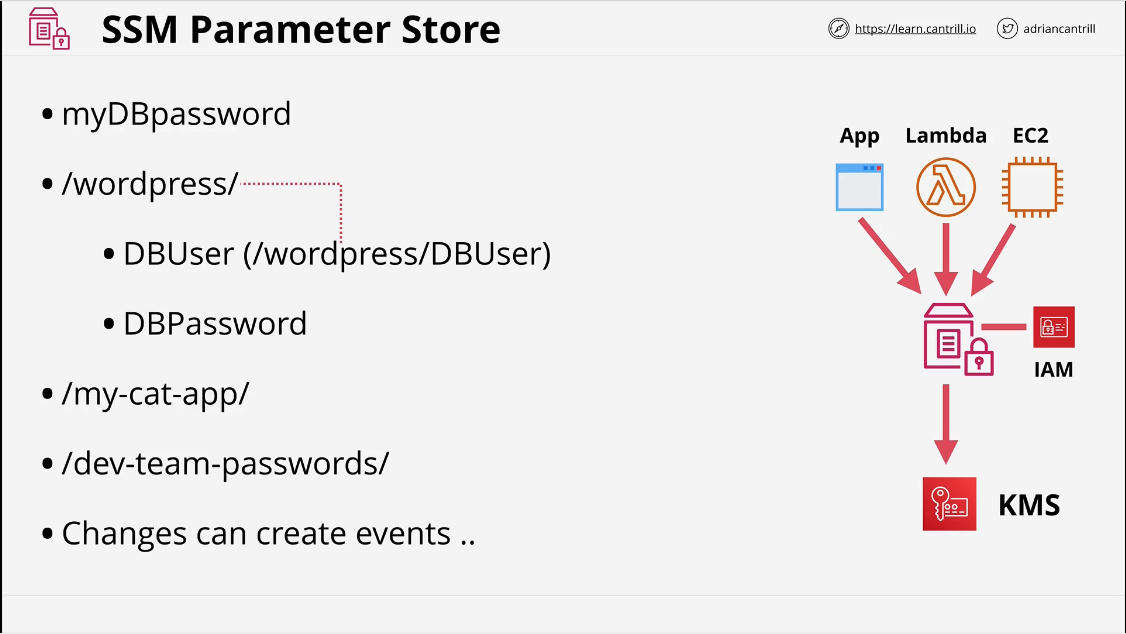 SSM Parameter Store
https://learn.cantrill.io
adriancantrill
• myDBpassword
• /wordpress/
• DBUser (/wordpress/DBUser)
• DBPassword
• /my-cat-app/
• /dev-team-passwords/
• Changes can create events ..
App
Lambda
EC2
IAM
KMS